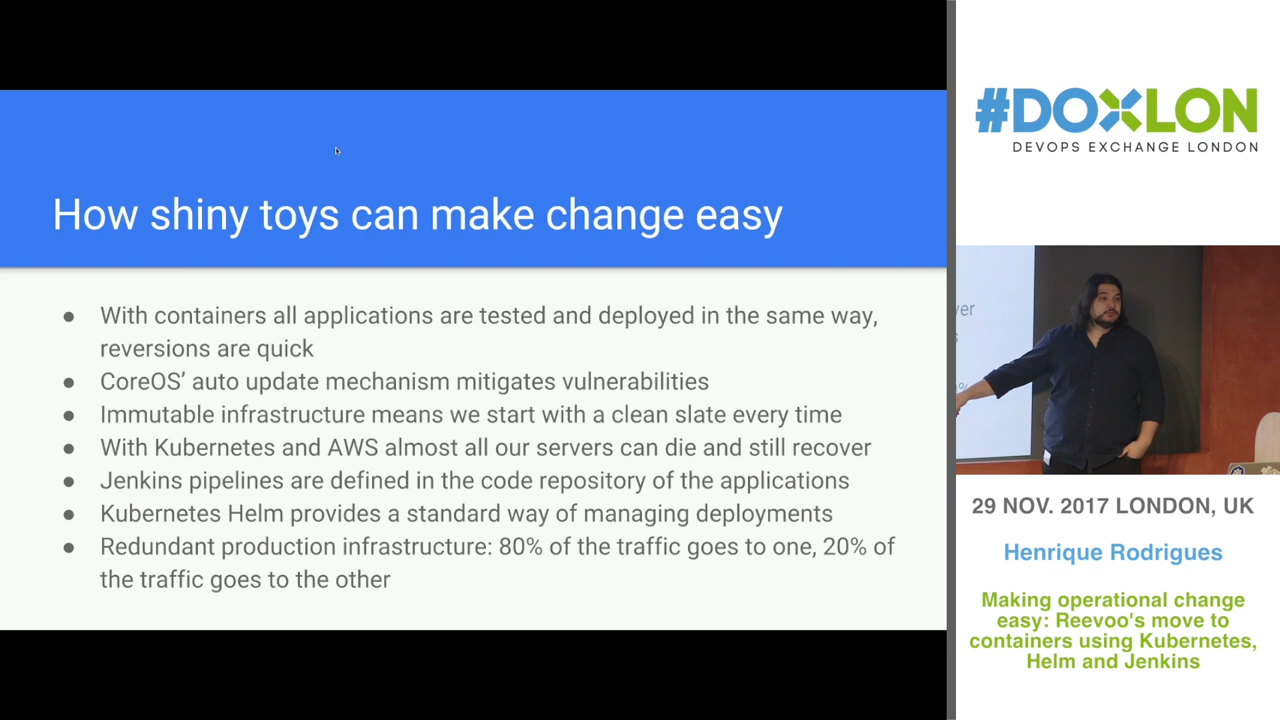 How shiny toys can make change easy
● With containers all applications are tested and deployed in the same way,
reversions are quick
● CoreOS’ auto update mechanism mitigates vulnerabilities
● Immutable infrastructure means we start with a clean slate every time
● With Kubernetes and AWS almost all our servers can die and still recover
● Jenkins pipelines are defined in the code repository of the applications
● Kubernetes Helm provides a standard way of managing deployments
● Redundant production infrastructure: 80% of the traffic goes to one, 20% of
the traffic goes to the other
#DOXLON
DEVOPS EXCHANGE LONDON
ver
s
%
29 NOV. 2017 LONDON, UK
Henrique Rodrigues
Making operational change
easy: Reevoo's move to
containers using Kubernetes,
Helm and Jenkins